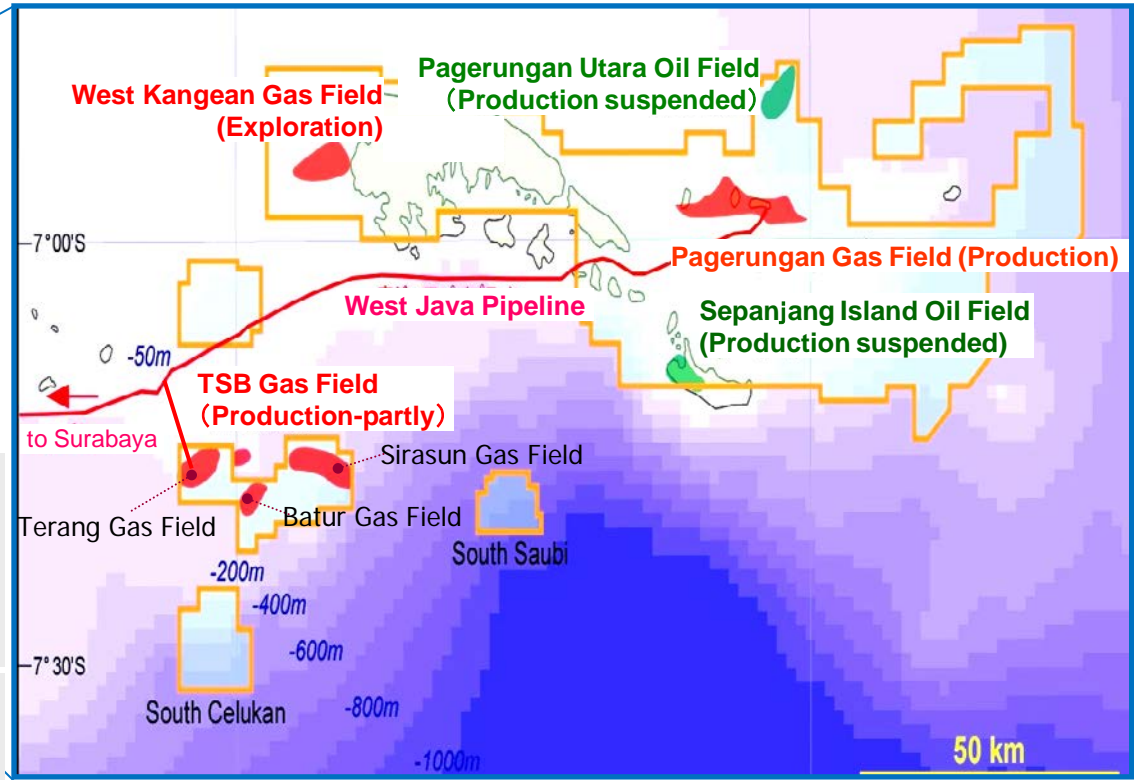 Pagerungan Utara Oil Field
（Production suspended）
West Kangean Gas Field
(Exploration)
7°00'S
Pagerungan Gas Field (Production)
West Java Pipeline
Sepanjang Island Oil Field
(Production suspended)
-50m
TSB Gas Field
（Production-partly）
to Surabaya
Sirasun Gas Field
Terang Gas Field
Batur Gas Field
South Saubi
-200m
-400m
-600m
7°30'S
South Celukan
-800m
-1000m
50 km